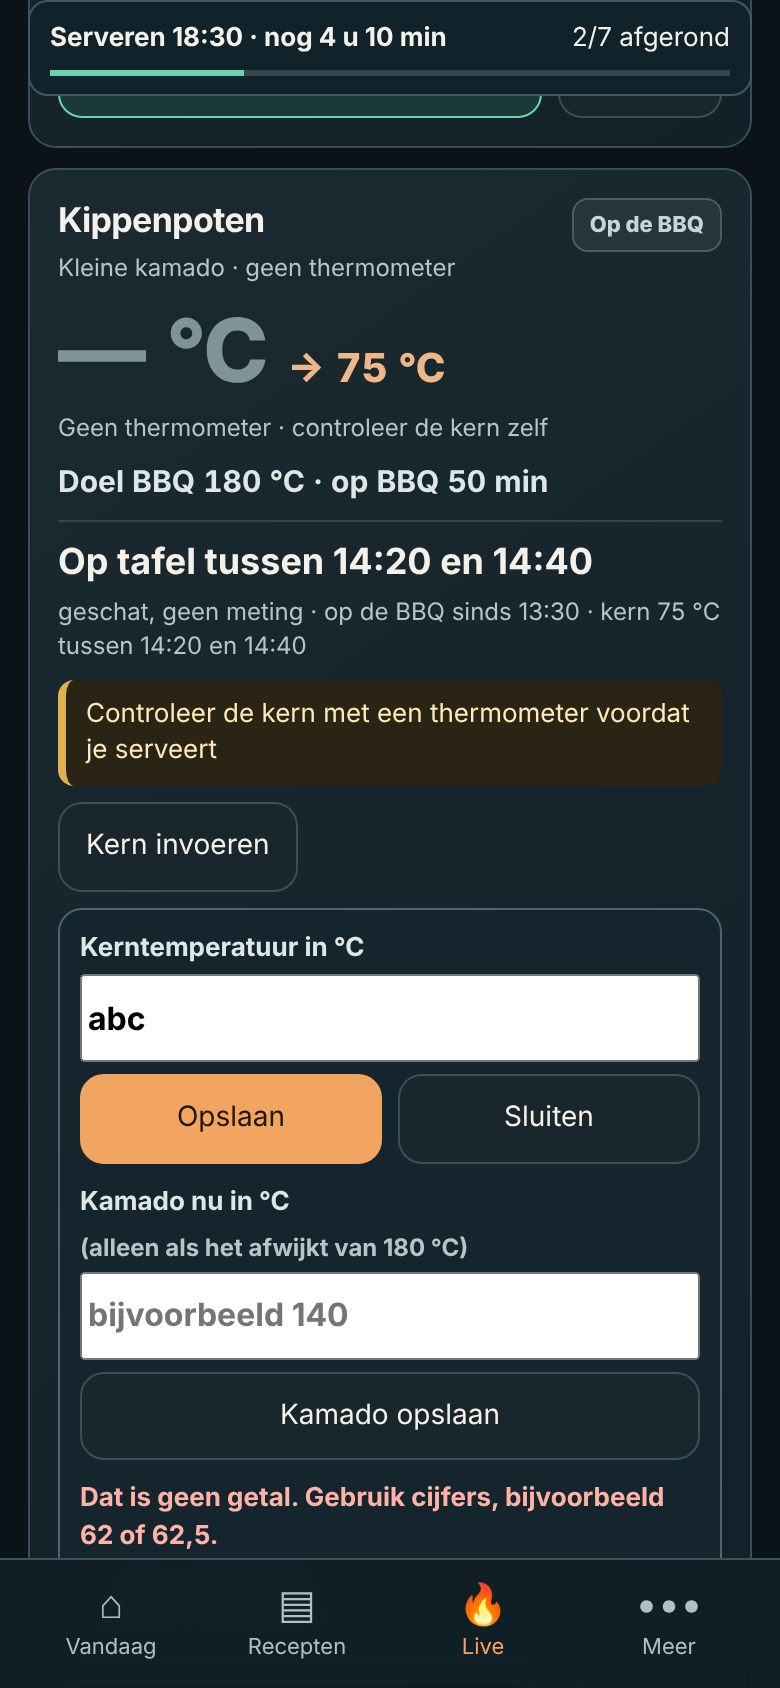 Serveren 18:30 · nog 4 u 10 min 2/7 afgerond
Kippenpoten
Op de BBQ
Kleine kamado · geen thermometer
— °C → 75 °C
Geen thermometer · controleer de kern zelf
Doel BBQ 180 °C · op BBQ 50 min
Op tafel tussen 14:20 en 14:40
geschat, geen meting · op de BBQ sinds 13:30 · kern 75 °C
tussen 14:20 en 14:40
Controleer de kern met een thermometer voordat
je serveert
Kern invoeren
Kerntemperatuur in °C
abc
Opslaan Sluiten
Kamado nu in °C
(alleen als het afwijkt van 180 °C)
bijvoorbeeld 140
Kamado opslaan
Dat is geen getal. Gebruik cijfers, bijvoorbeeld
62 of 62,5.
Vandaag Recepten Live Meer